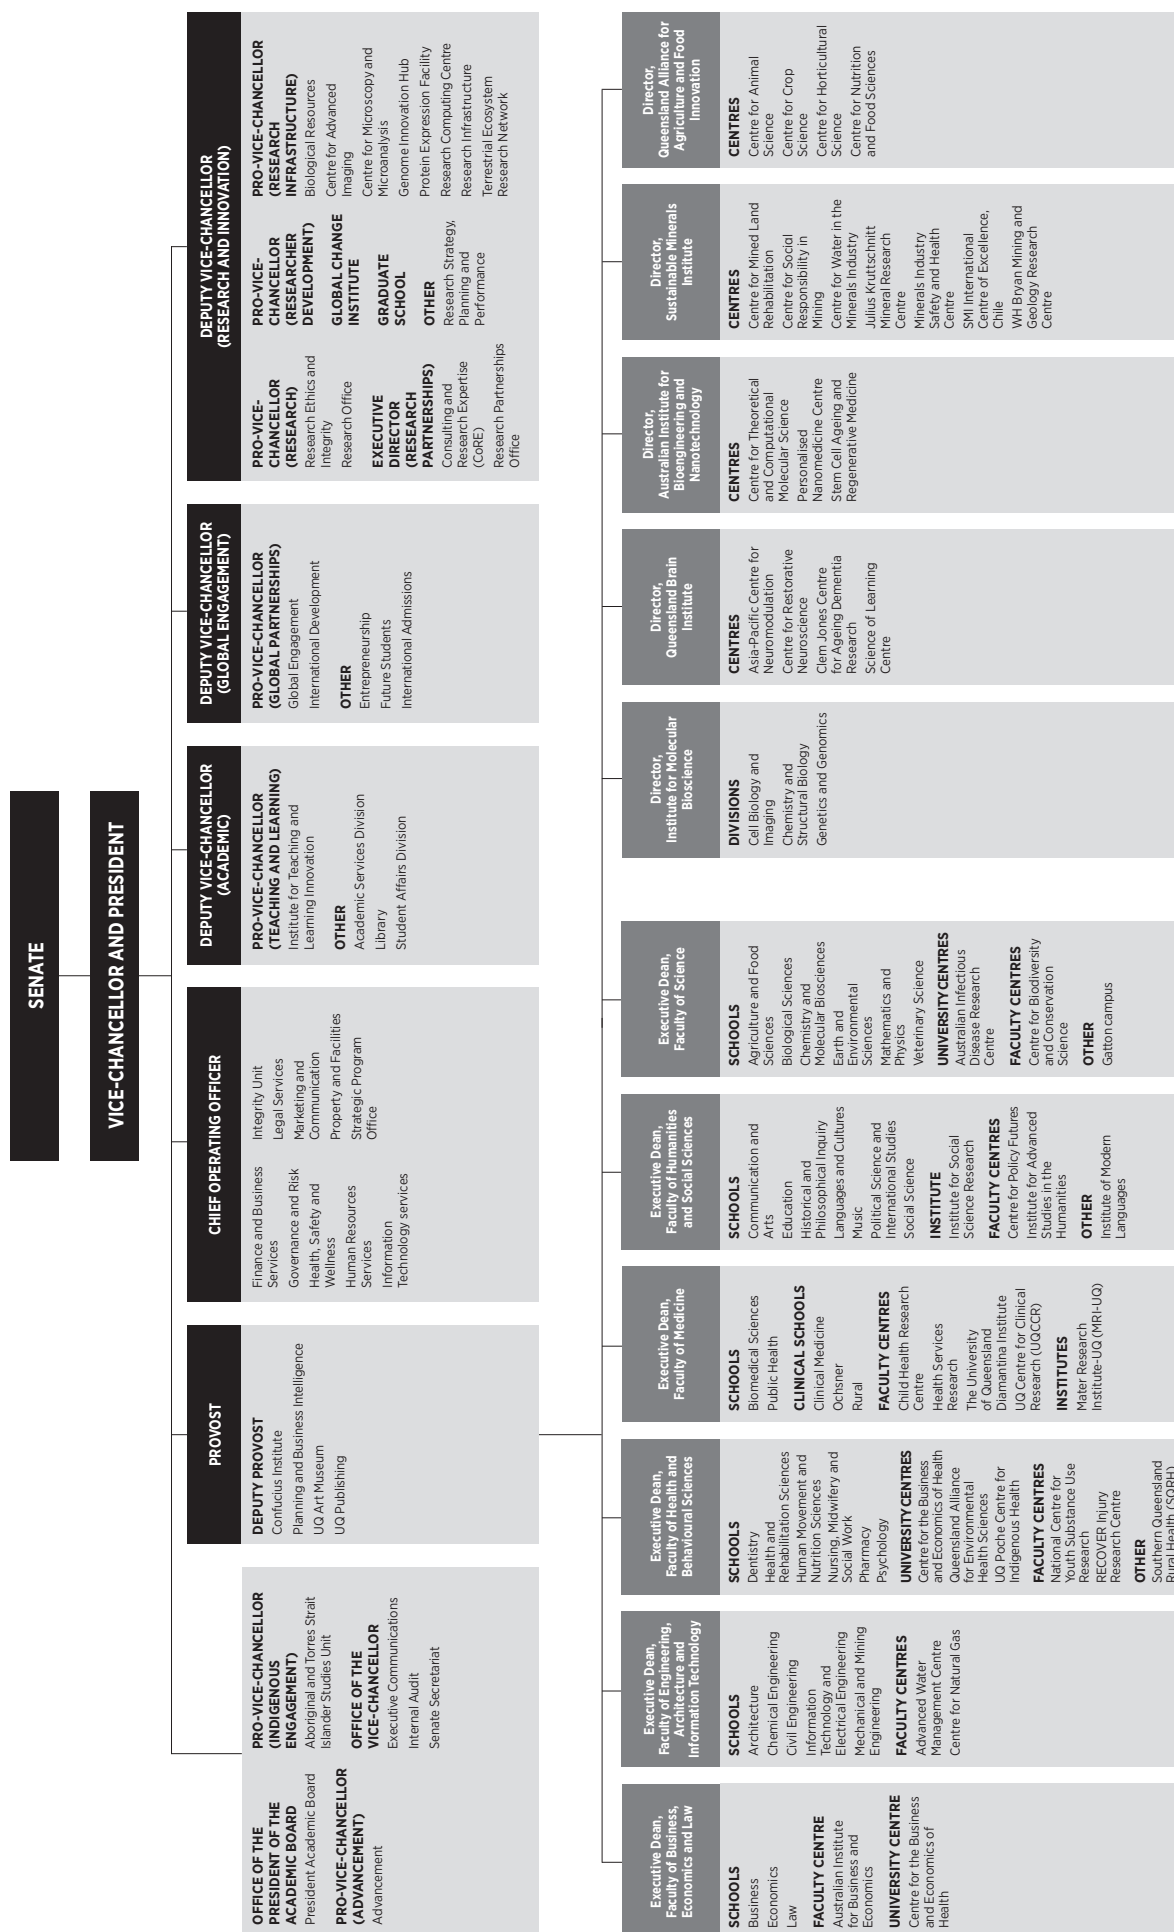 SENATE
VICE-CHANCELLOR AND PRESIDENT
OFFICE OF THE
PRESIDENT OF THE
ACADEMIC BOARD
President Academic Board
PRO-VICE-CHANCELLOR
(ADVANCEMENT)
Advancement
PRO-VICE-CHANCELLOR
(INDIGENOUS
ENGAGEMENT)
Aboriginal and Torres Strait
Islander Studies Unit
OFFICE OF THE
VICE-CHANCELLOR
Executive Communications
Internal Audit
Senate Secretariat
PROVOST
DEPUTY PROVOST
Confucius Institute
Planning and Business Intelligence
UQ Art Museum
UQ Publishing
CHIEF OPERATING OFFICER
Finance and Business
Services
Governance and Risk
Health, Safety and
Wellness
Human Resources
Services
Information
Technology services
Integrity Unit
Legal Services
Marketing and
Communication
Property and Facilities
Strategic Program
Office
DEPUTY VICE-CHANCELLOR
(ACADEMIC)
PRO-VICE-CHANCELLOR
(TEACHING AND LEARNING)
Institute for Teaching and
Learning Innovation
OTHER
Academic Services Division
Library
Student Affairs Division
DEPUTY VICE-CHANCELLOR
(GLOBAL ENGAGEMENT)
PRO-VICE-CHANCELLOR
(GLOBAL PARTNERSHIPS)
Global Engagement
International Development
OTHER
Entrepreneurship
Future Students
International Admissions
DEPUTY VICE-CHANCELLOR
(RESEARCH AND INNOVATION)
PRO-VICE-
CHANCELLOR
(RESEARCH)
Research Ethics and
Integrity
Research Office
EXECUTIVE
DIRECTOR
(RESEARCH
PARTNERSHIPS)
Consulting and
Research Expertise
(CoRE)
Research Partnerships
Office
PRO-VICE-
CHANCELLOR
(RESEARCHER
DEVELOPMENT)
GLOBAL CHANGE
INSTITUTE
GRADUATE
SCHOOL
OTHER
Research Strategy,
Planning and
Performance
PRO-VICE-CHANCELLOR
(RESEARCH
INFRASTRUCTURE)
Biological Resources
Centre for Advanced
Imaging
Centre for Microscopy and
Microanalysis
Genome Innovation Hub
Protein Expression Facility
Research Computing Centre
Research Infrastructure
Terrestrial Ecosystem
Research Network
Executive Dean,
Faculty of Business,
Economics and Law
SCHOOLS
Business
Economics
Law
FACULTY CENTRE
Australian Institute
for Business and
Economics
UNIVERSITY CENTRE
Centre for the Business
and Economics of
Health
Executive Dean,
Faculty of Engineering,
Architecture and
Information Technology
SCHOOLS
Architecture
Chemical Engineering
Civil Engineering
Information
Technology and
Electrical Engineering
Mechanical and Mining
Engineering
FACULTY CENTRES
Advanced Water
Management Centre
Centre for Natural Gas
Executive Dean,
Faculty of Health and
Behavioural Sciences
SCHOOLS
Dentistry
Health and
Rehabilitation Sciences
Human Movement and
Nutrition Sciences
Nursing, Midwifery and
Social Work
Pharmacy
Psychology
UNIVERSITY CENTRES
Centre for the Business
and Economics of Health
Queensland Alliance
for Environmental
Health Sciences
UQ Poche Centre for
Indigenous Health
FACULTY CENTRES
National Centre for
Youth Substance Use
Research
RECOVER Injury
Research Centre
OTHER
Southern Queensland
Rural Health (SQRH)
Executive Dean,
Faculty of Medicine
SCHOOLS
Biomedical Sciences
Public Health
CLINICAL SCHOOLS
Clinical Medicine
Ochsner
Rural
FACULTY CENTRES
Child Health Research
Centre
Health Services
Research
The University
of Queensland
Diamantina Institute
UQ Centre for Clinical
Research (UQCCR)
INSTITUTES
Mater Research
Institute-UQ (MRI-UQ)
Executive Dean,
Faculty of Humanities
and Social Sciences
SCHOOLS
Communication and
Arts
Education
Historical and
Philosophical Inquiry
Languages and Cultures
Music
Political Science and
International Studies
Social Science
INSTITUTE
Institute for Social
Science Research
FACULTY CENTRES
Centre for Policy Futures
Institute for Advanced
Studies in the
Humanities
OTHER
Institute of Modern
Languages
Executive Dean,
Faculty of Science
SCHOOLS
Agriculture and Food
Sciences
Biological Sciences
Chemistry and
Molecular Biosciences
Earth and
Environmental
Sciences
Mathematics and
Physics
Veterinary Science
UNIVERSITY CENTRES
Australian Infectious
Disease Research
Centre
FACULTY CENTRES
Centre for Biodiversity
and Conservation
Science
OTHER
Gatton campus
Director,
Institute for Molecular
Bioscience
DIVISIONS
Cell Biology and
Imaging
Chemistry and
Structural Biology
Genetics and Genomics
Director,
Queensland Brain
Institute
CENTRES
Asia-Pacific Centre for
Neuromodulation
Centre for Restorative
Neuroscience
Clem Jones Centre
for Ageing Dementia
Research
Science of Learning
Centre
Director,
Australian Institute for
Bioengineering and
Nanotechnology
CENTRES
Centre for Theoretical
and Computational
Molecular Science
Personalised
Nanomedicine Centre
Stem Cell Ageing and
Regenerative Medicine
Director,
Sustainable Minerals
Institute
CENTRES
Centre for Mined Land
Rehabilitation
Centre for Social
Responsibility in
Mining
Centre for Water in the
Minerals Industry
Julius Kruttschnitt
Mineral Research
Centre
Minerals Industry
Safety and Health
Centre
SMI International
Centre of Excellence,
Chile
WH Bryan Mining and
Geology Research
Centre
Director,
Queensland Alliance for
Agriculture and Food
Innovation
CENTRES
Centre for Animal
Science
Centre for Crop
Science
Centre for Horticultural
Science
Centre for Nutrition
and Food Sciences